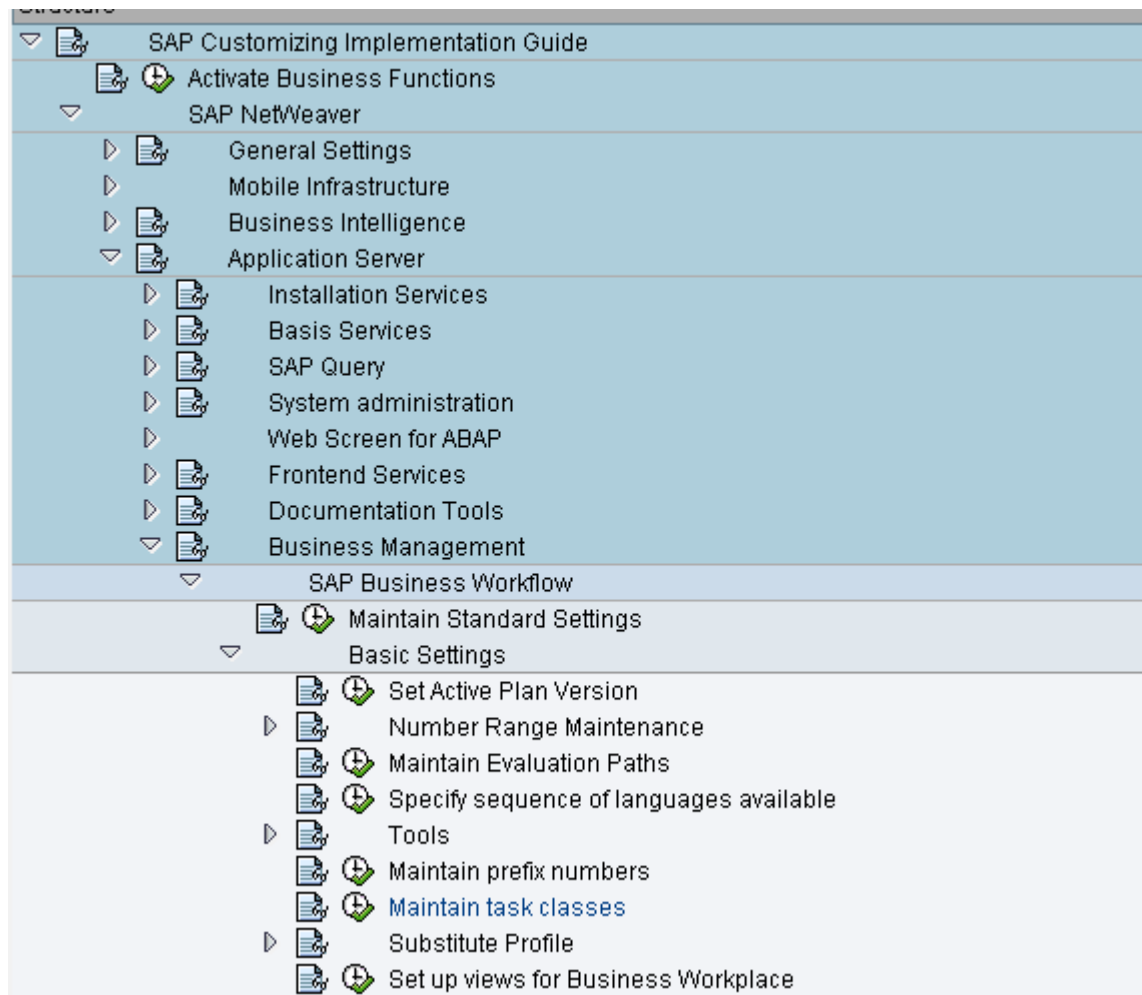 Structure
SAP Customizing Implementation Guide
Activate Business Functions
SAP NetWeaver
General Settings
Mobile Infrastructure
Business Intelligence
Application Server
Installation Services
Basis Services
SAP Query
System administration
Web Screen for ABAP
Frontend Services
Documentation Tools
Business Management
SAP Business Workflow
Maintain Standard Settings
Basic Settings
Set Active Plan Version
Number Range Maintenance
Maintain Evaluation Paths
Specify sequence of languages available
Tools
Maintain prefix numbers
Maintain task classes
Substitute Profile
Set up views for Business Workplace